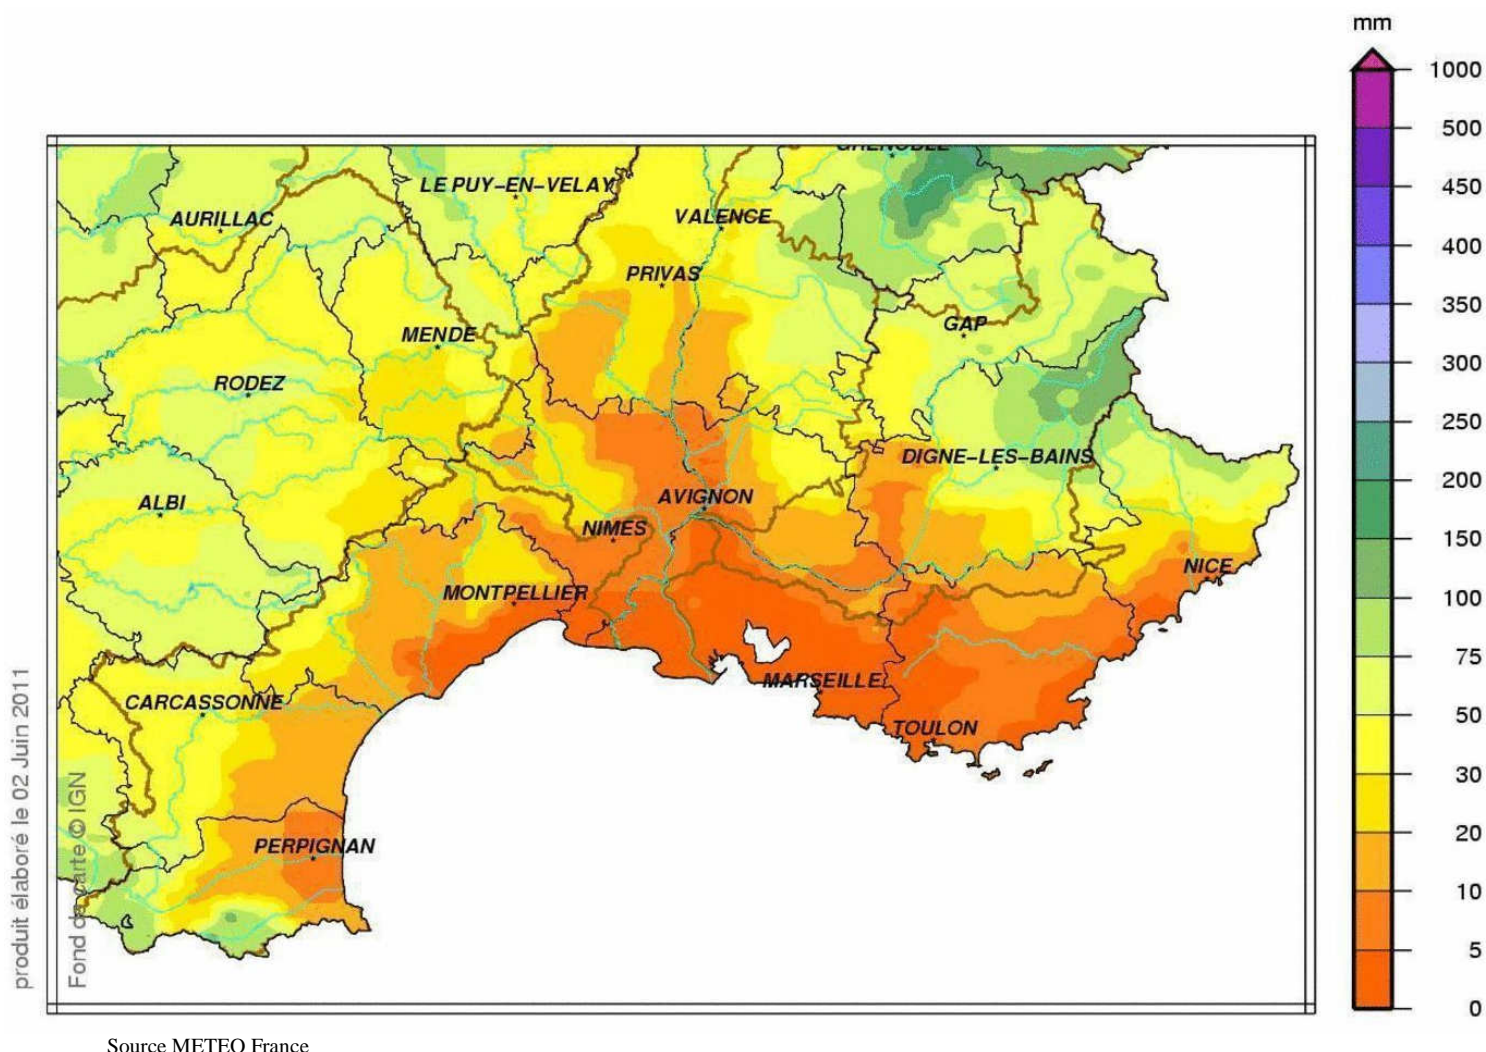 mm
1000
500
450
400
350
300
250
200
150
100
75
50
30
20
10
5
0
GRENOBLE
LE PUY-EN-VELAY
AURILLAC
VALENCE
PRIVAS
GAP
MENDE
RODEZ
DIGNE-LES-BAINS
ALBI
AVIGNON
NIMES
NICE
MONTPELLIER
MARSEILLE
CARCASSONNE
TOULON
PERPIGNAN
produit élaboré le 02 Juin 2011
Fond de carte © IGN
Source METEO France